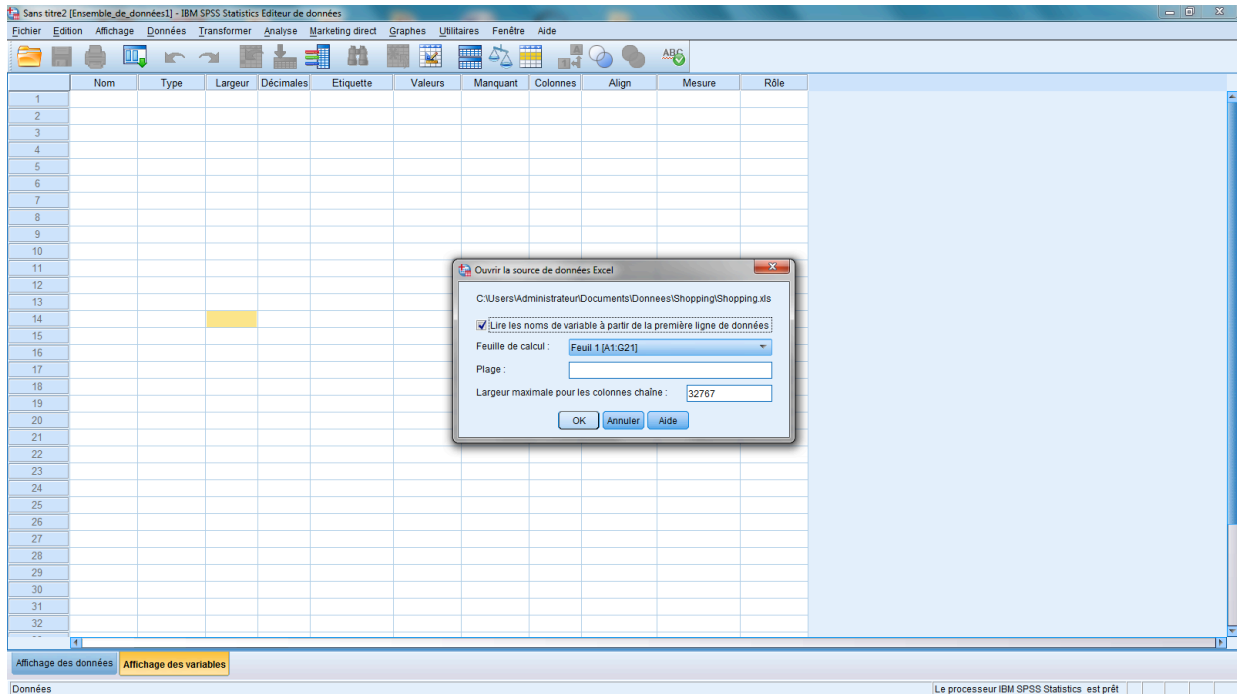 Sans titre2 [Ensemble_de_données1] - IBM SPSS Statistics Editeur de données
Fichier Edition Affichage Données Transformer Analyse Marketing direct Graphes Utilitaires Fenêtre Aide
ABC
Nom Type Largeur Décimales Etiquette Valeurs Manquant Colonnes Align Mesure Rôle
1
2
3
4
5
6
7
8
9
10
11
12
13
14
15
16
17
18
19
20
21
22
23
24
25
26
27
28
29
30
31
32
Ouvrir la source de données Excel
C:\Users\Administrateur\Documents\Donnees\Shopping\Shopping.xls
Lire les noms de variable à partir de la première ligne de données
Feuille de calcul : Feuil 1 [A1:G21]
Plage :
Largeur maximale pour les colonnes chaîne : 32767
OK Annuler Aide
Affichage des données Affichage des variables
Données Le processeur IBM SPSS Statistics est prêt